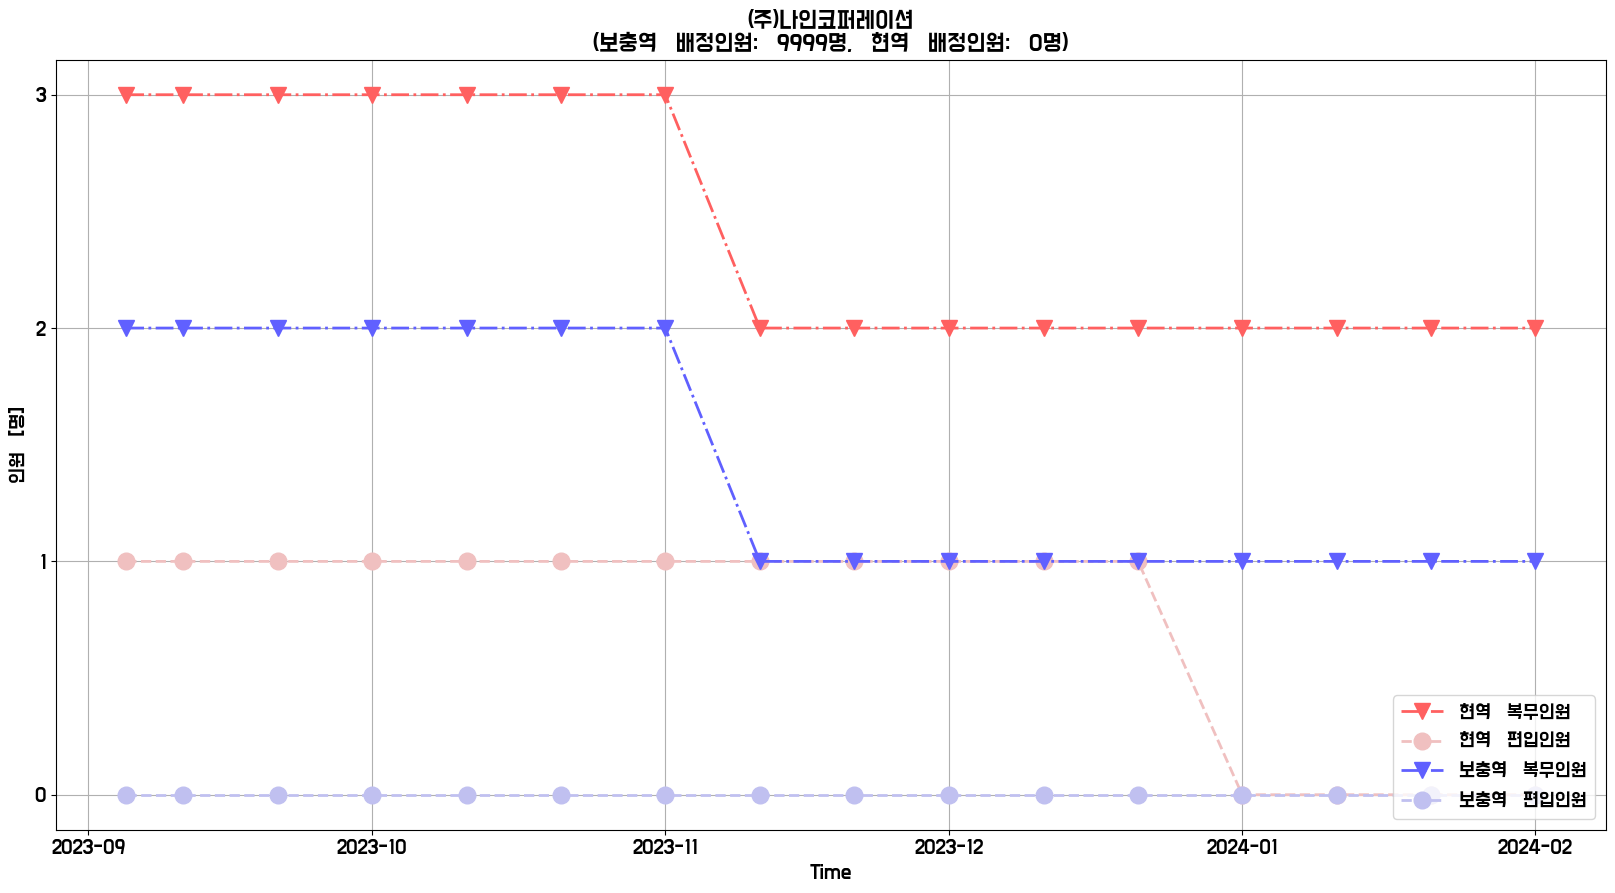 (주)나인코퍼레이션
(보충역 배정인원: 9999명, 현역 배정인원: 0명)
3
2
1
0
인원 [명]
현역 복무인원
현역 편입인원
보충역 복무인원
보충역 편입인원
2023-09 2023-10 2023-11 2023-12 2024-01 2024-02
Time